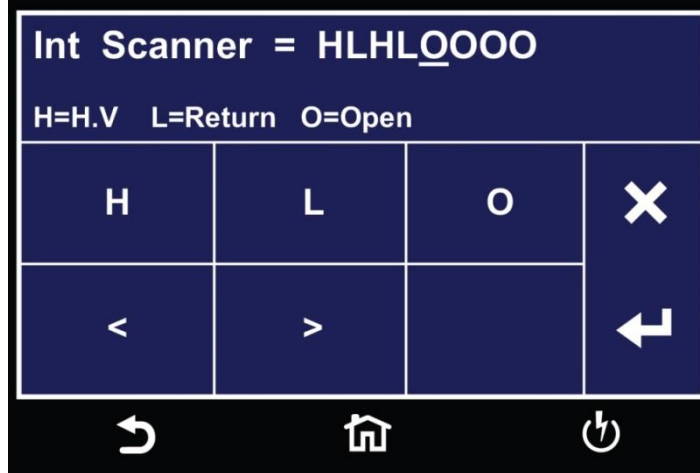 Int Scanner = HLHLOOOO
H=H.V L=Return O=Open
H
L
O
<
>